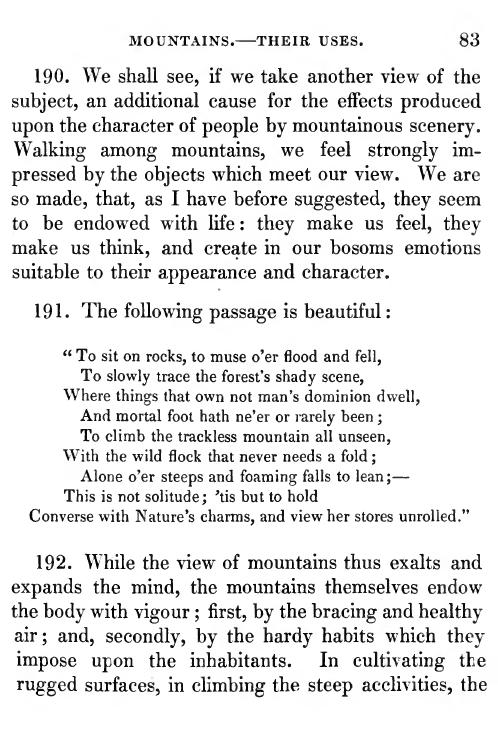 MOUNTAINS.—THEIR USES. 83
190. We shall see, if we take another view of the
subject, an additional cause for the effects produced
upon the character of people by mountainous scenery.
Walking among mountains, we feel strongly im-
pressed by the objects which meet our view. We are
so made, that, as I have before suggested, they seem
to be endowed with life: they make us feel, they
make us think, and create in our bosoms emotions
suitable to their appearance and character.
191. The following passage is beautiful:
“To sit on rocks, to muse o’er flood and fell,
To slowly trace the forest’s shady scene,
Where things that own not man’s dominion dwell,
And mortal foot hath ne’er or rarely been;
To climb the trackless mountain all unseen,
With the wild flock that never needs a fold;
Alone o’er steeps and foaming falls to lean;—
This is not solitude; ’tis but to hold
Converse with Nature’s charms, and view her stores unrolled.”
192. While the view of mountains thus exalts and
expands the mind, the mountains themselves endow
the body with vigour; first, by the bracing and healthy
air; and, secondly, by the hardy habits which they
impose upon the inhabitants. In cultivating the
rugged surfaces, in climbing the steep acclivities, the